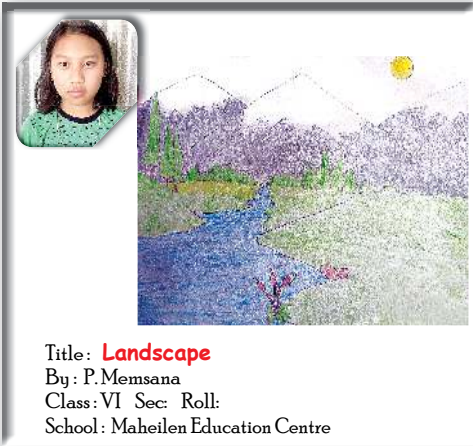 Title : Landscape
By : P. Memsana
Class : VI Sec: Roll:
School : Maheilen Education Centre